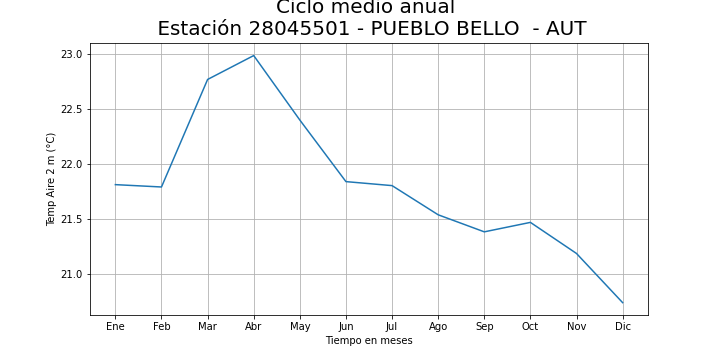 Ciclo medio anual
Estación 28045501 - PUEBLO BELLO  - AUT
23.0
22.5
22.0
21.5
21.0
Temp Aire 2 m (°C)
Ene Feb Mar Abr May Jun Jul Ago Sep Oct Nov Dic
Tiempo en meses